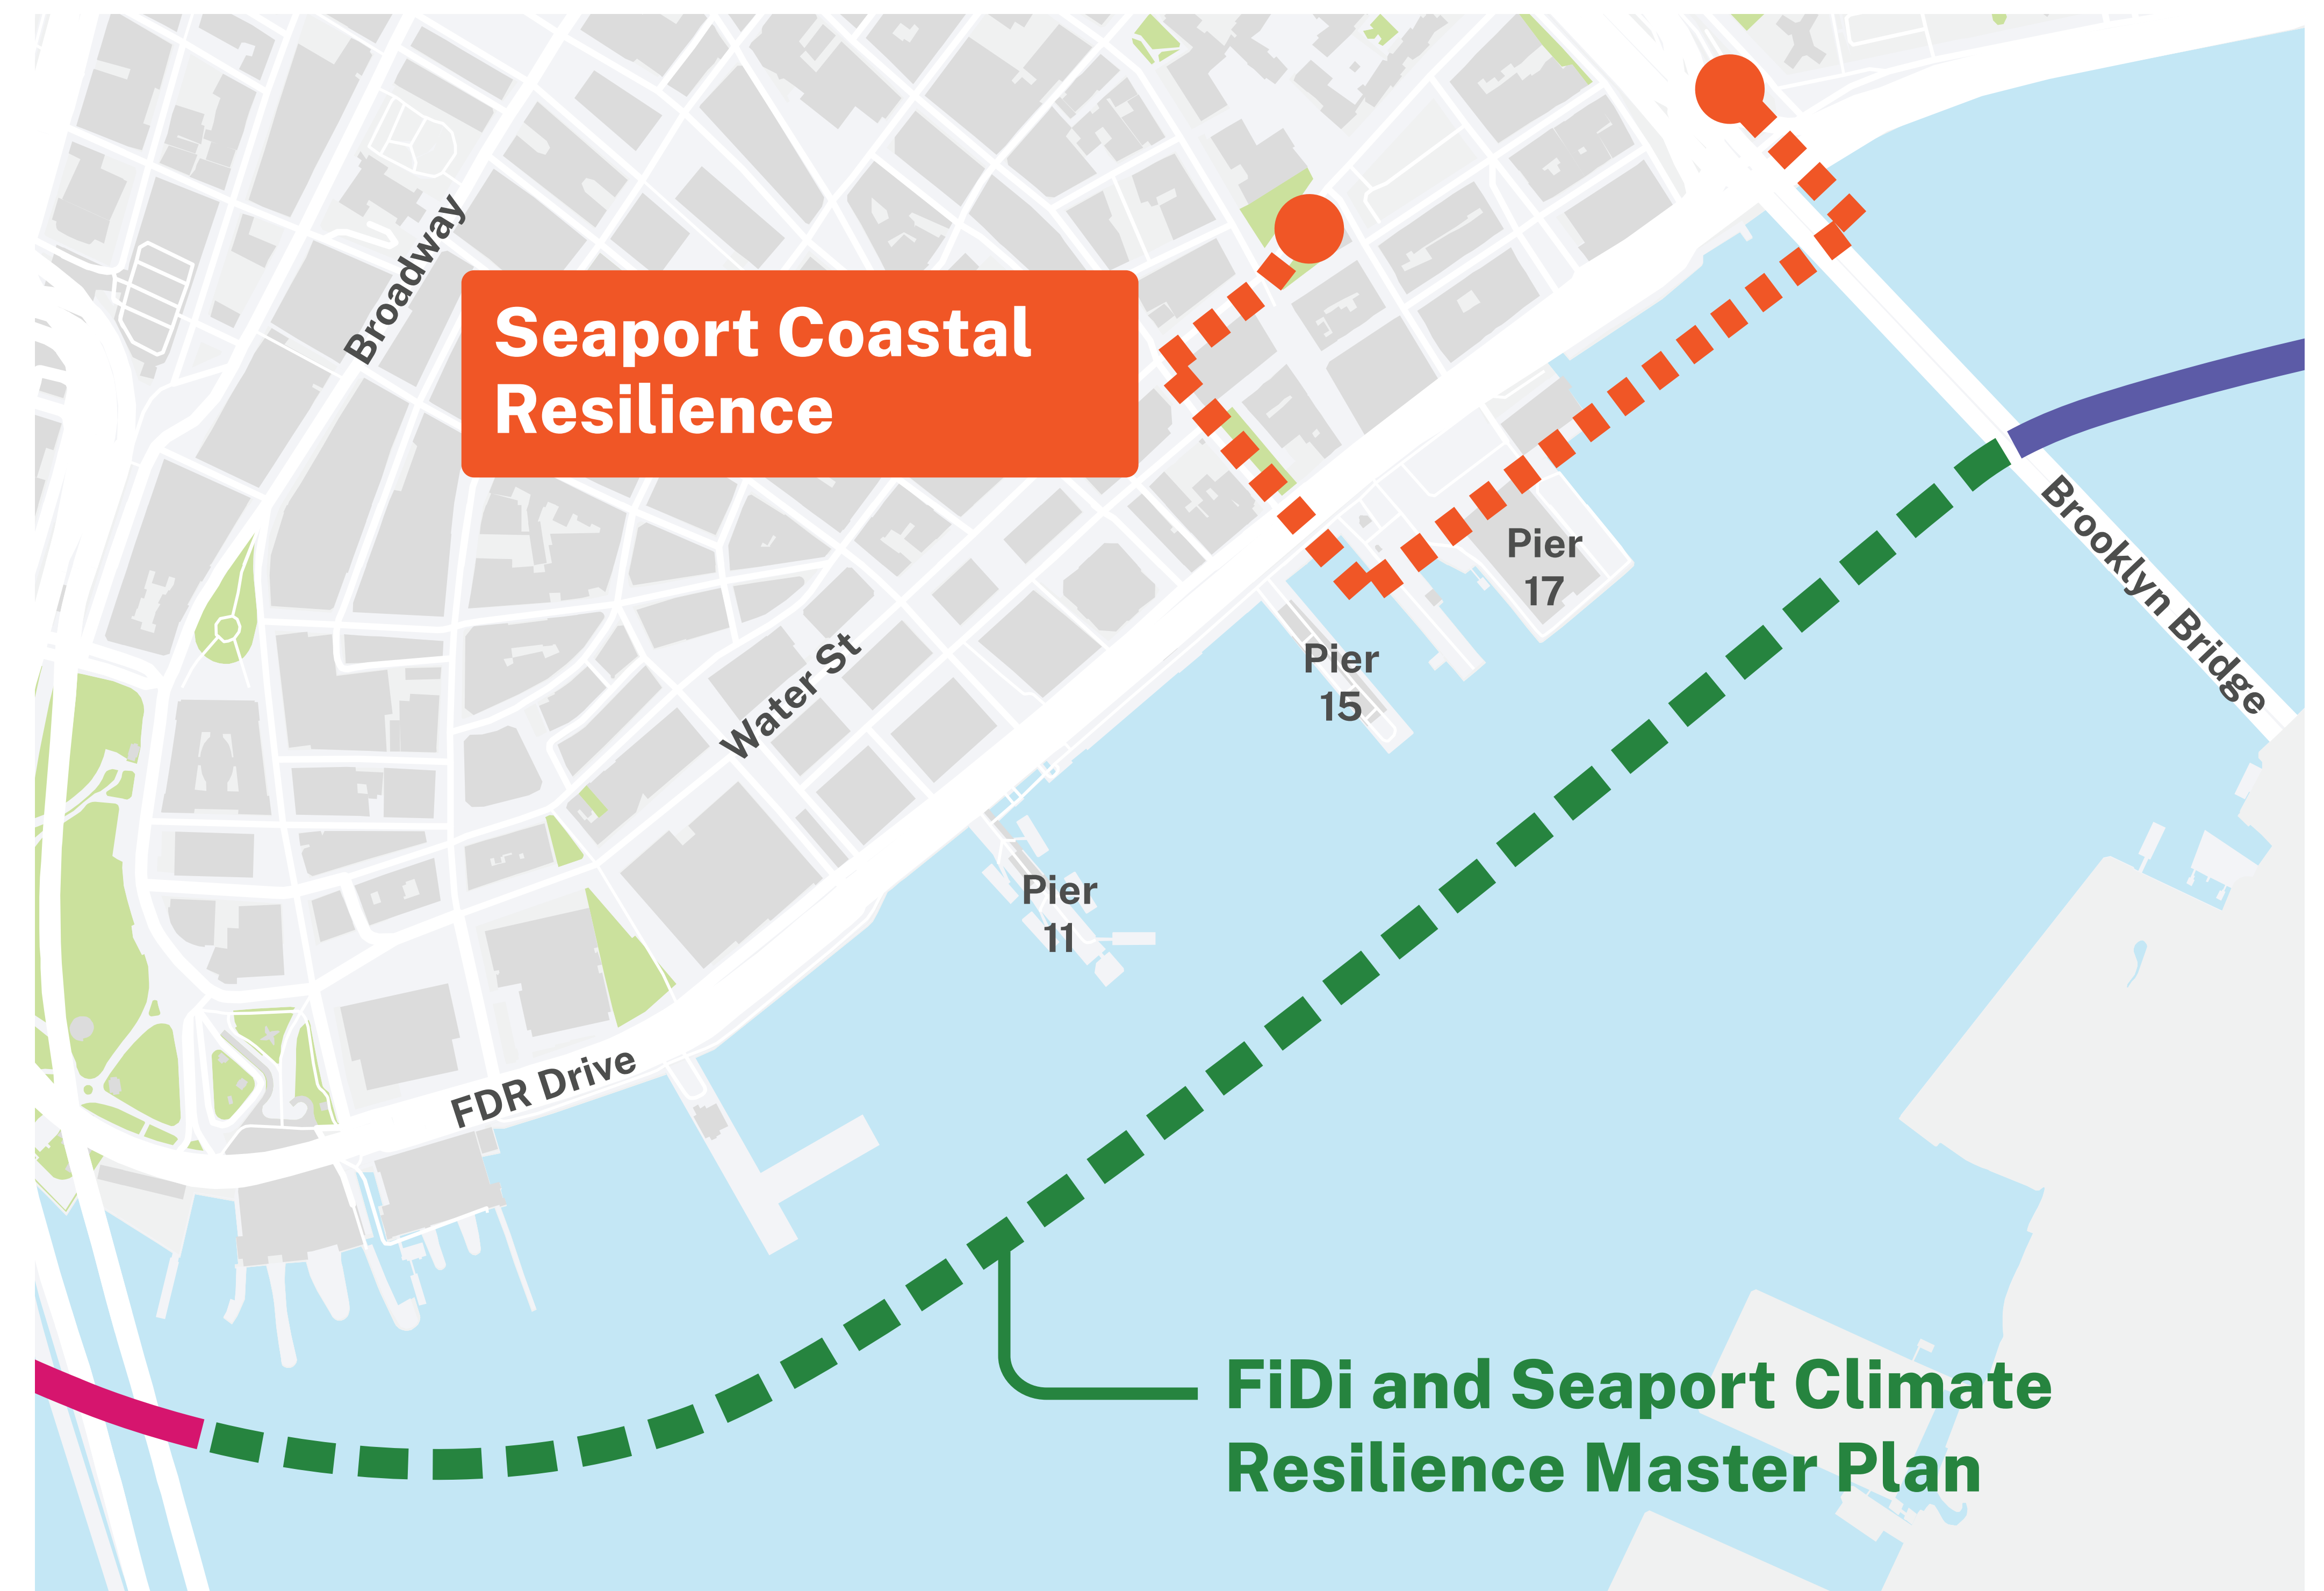 Broadway
Seaport Coastal
Resilience
Pier
17
Brooklyn Bridge
Pier
15
Water St
Pier
11
FDR Drive
FiDi and Seaport Climate
Resilience Master Plan